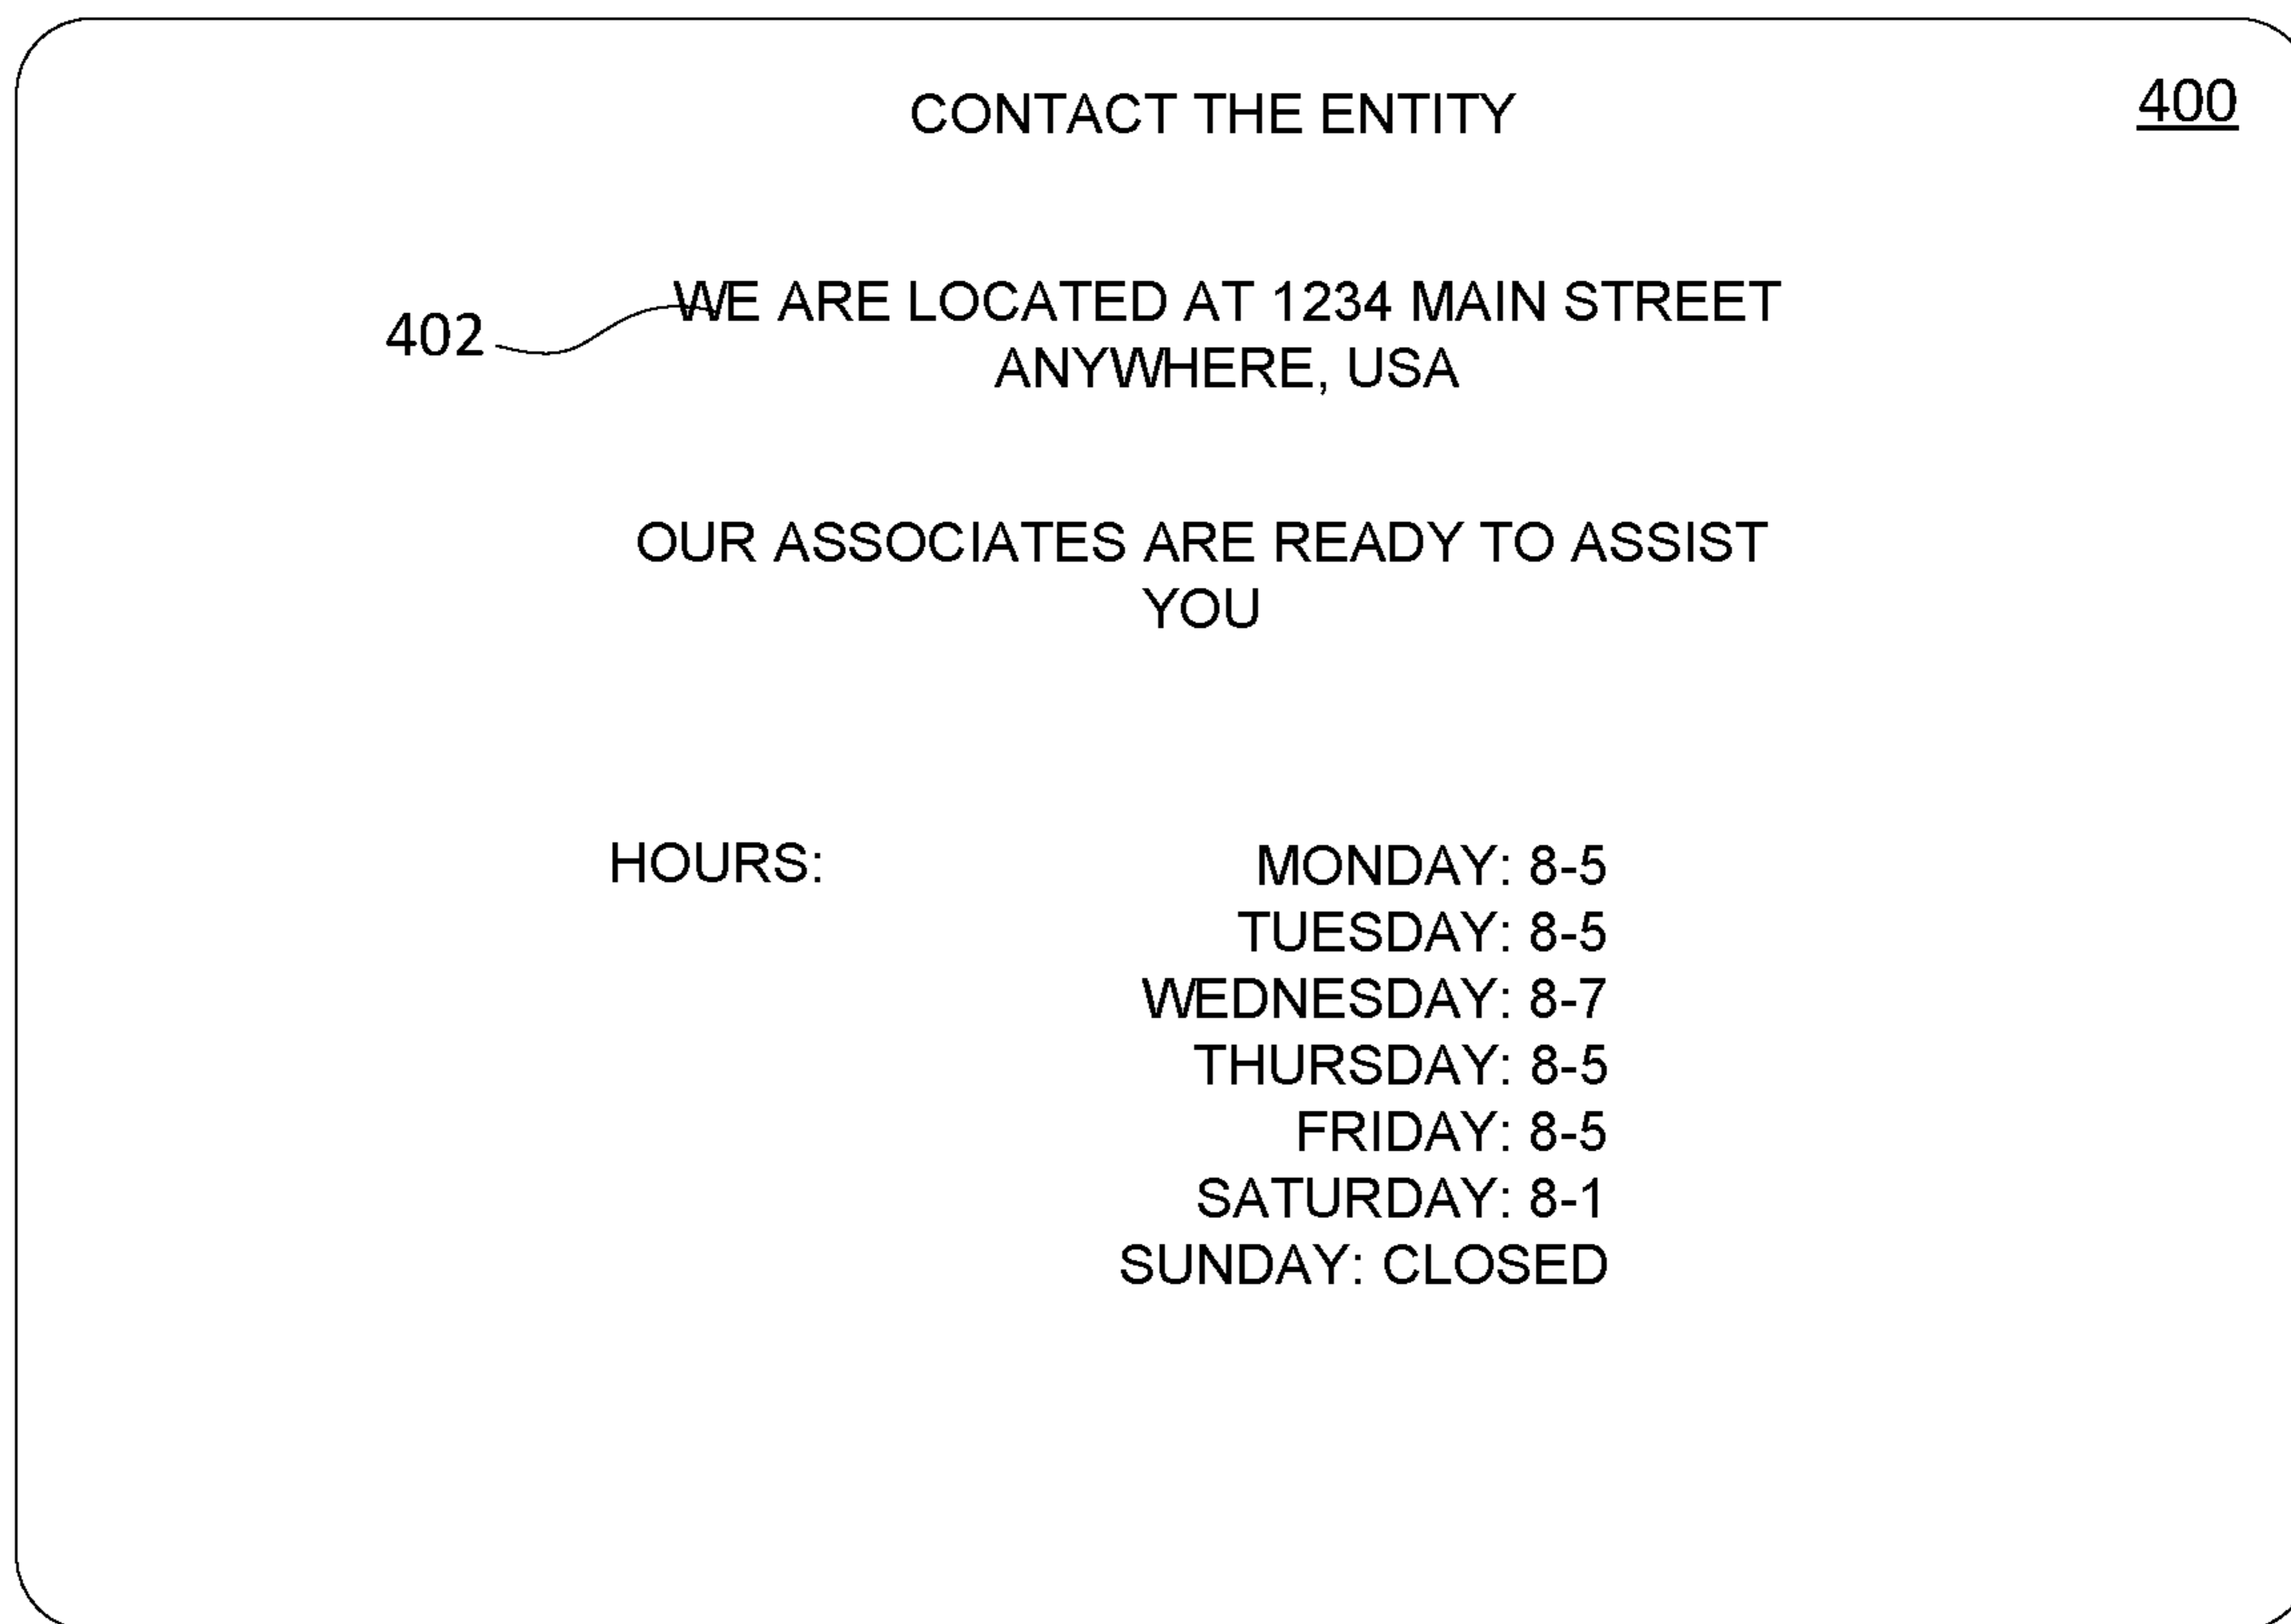 CONTACT THE ENTITY
400
402
WE ARE LOCATED AT 1234 MAIN STREET
ANYWHERE, USA
OUR ASSOCIATES ARE READY TO ASSIST
YOU
HOURS:
MONDAY: 8-5
TUESDAY: 8-5
WEDNESDAY: 8-7
THURSDAY: 8-5
FRIDAY: 8-5
SATURDAY: 8-1
SUNDAY: CLOSED